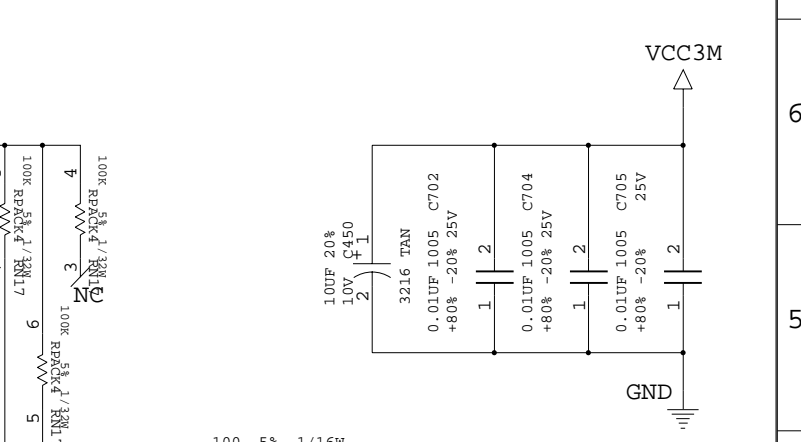 VCC3M
6
100K
5% 1/32W
RPACK4 RN17
4
100K
5% 1/32W
RPACK4 RN17
3
NC
6
100K
5% 1/32W
RPACK4
5
10UF 20%
10V C450
+
1
2
3216 TAN
0.01UF 1005 C702
+80% -20% 25V
2
1
0.01UF 1005 C704
+80% -20% 25V
2
1
0.01UF 1005 C705
+80% -20% 25V
2
1
5
GND
100 5% 1/16W